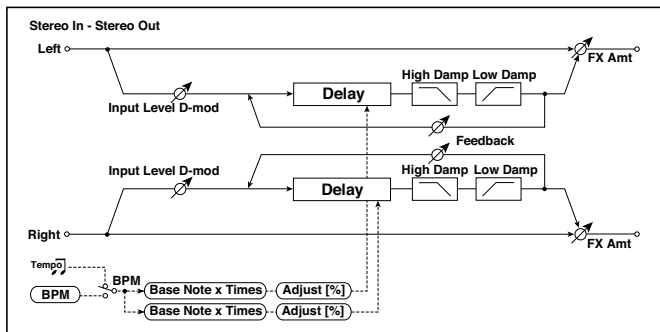 Stereo In - Stereo Out
Left
FX Amt
High Damp Low Damp
Delay
Input Level D-mod
Feedback
Input Level D-mod
High Damp Low Damp
Delay
Right
FX Amt
Tempo
BPM
BPM
Base Note x Times Adjust [%]
Base Note x Times Adjust [%]